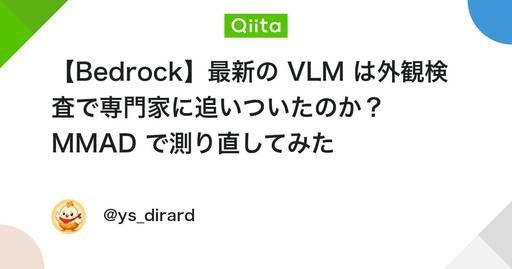 Qiita
【Bedrock】最新の VLM は外観検
査で専門家に追いついたのか？
MMAD で測り直してみた
@ys_dirard